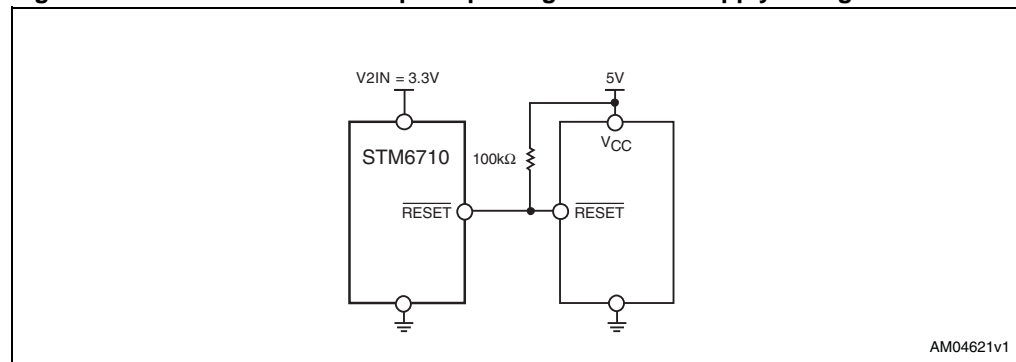 V2IN = 3.3V
5V
STM6710
100kΩ
VCC
RESET
RESET
AM04621v1